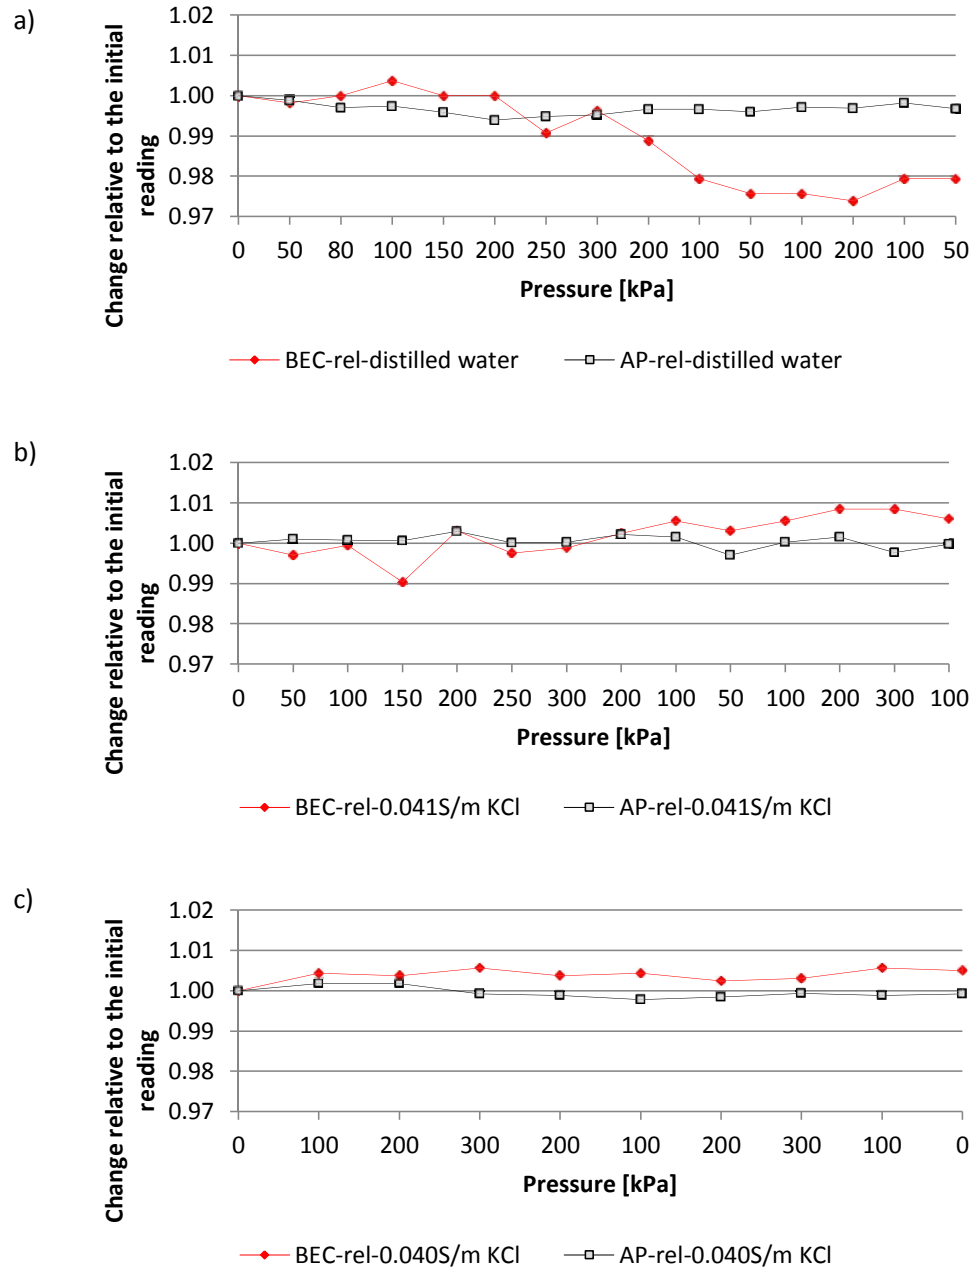 a)
Change relative to the initial
reading
1.02
1.01
1.00
0.99
0.98
0.97
0 50 80 100 150 200 250 300 200 100 50 100 200 100 50
Pressure [kPa]
BEC-rel-distilled water AP-rel-distilled water
b)
Change relative to the initial
reading
1.02
1.01
1.00
0.99
0.98
0.97
0 50 100 150 200 250 300 200 100 50 100 200 300 100
Pressure [kPa]
BEC-rel-0.041S/m KCl AP-rel-0.041S/m KCl
c)
Change relative to the initial
reading
1.02
1.01
1.00
0.99
0.98
0.97
0 100 200 300 200 100 200 300 100 0
Pressure [kPa]
BEC-rel-0.040S/m KCl AP-rel-0.040S/m KCl